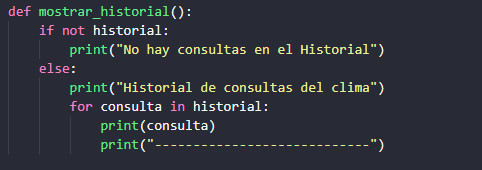 def mostrar_historial():
    if not historial:
        print("No hay consultas en el Historial")
    else:
        print("Historial de consultas del clima")
        for consulta in historial:
            print(consulta)
            print("----------------------------")